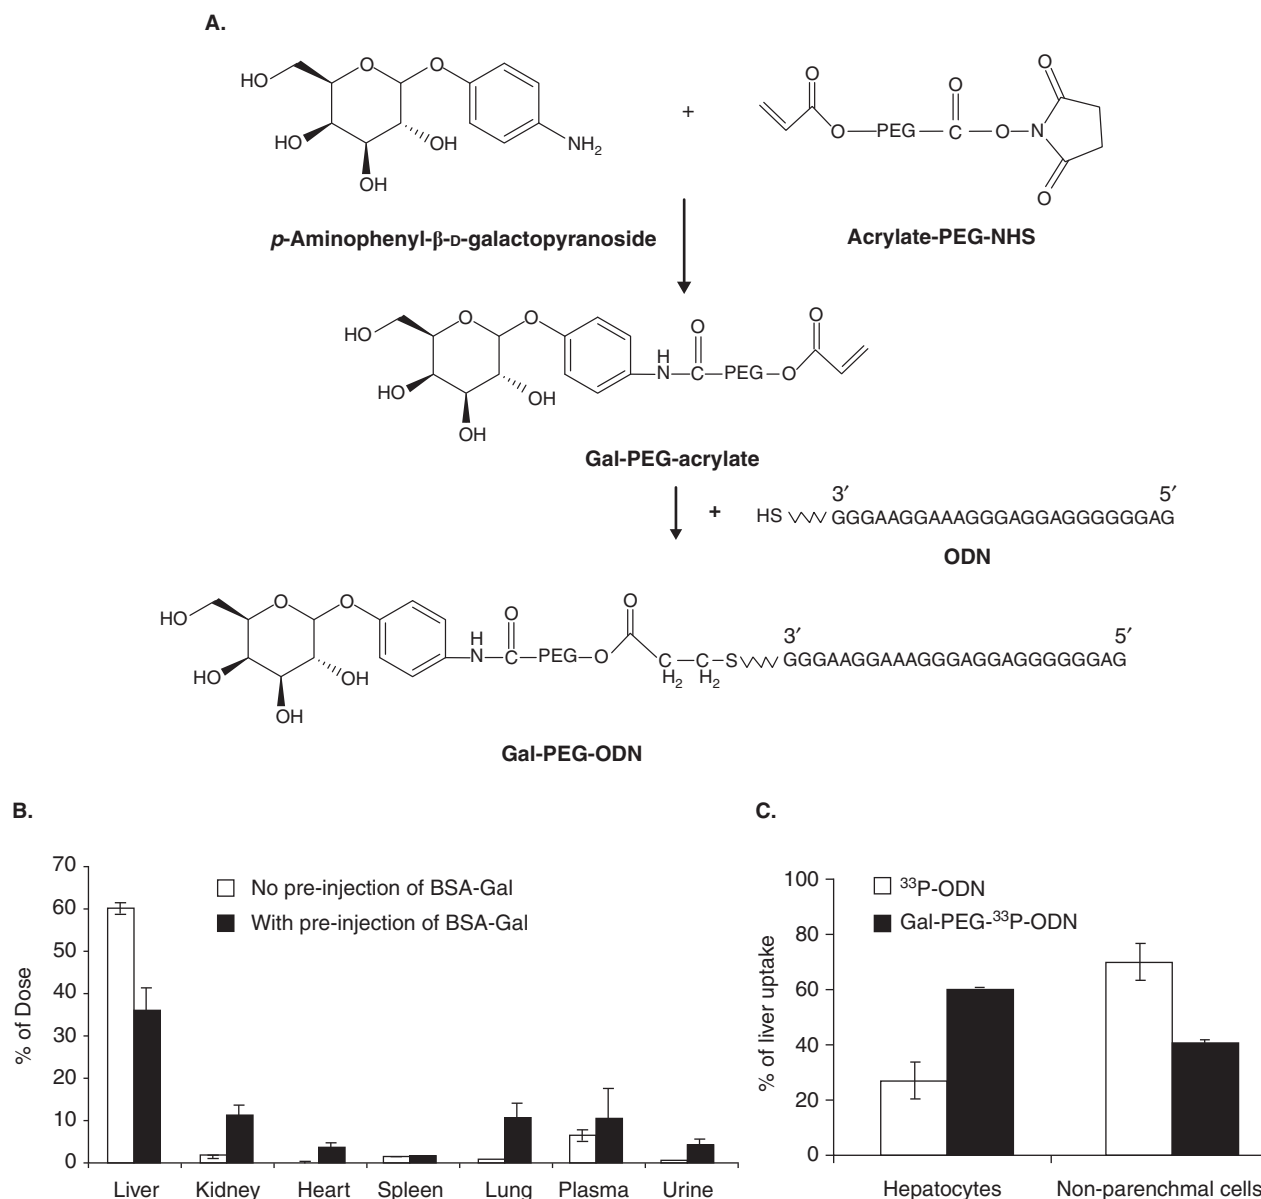 A.
HO
O
O
HO
OH
OH
NH2
+
O
O
PEG
O
C
O
N
O
O
p-Aminophenyl-β-D-galactopyranoside
Acrylate-PEG-NHS
HO
O
O
HO
OH
OH
H
N
O
C
PEG
O
O
Gal-PEG-acrylate
+
3′ 5′
HS GGGAAGGAAAGGGAGGAGGGGGGAG
ODN
HO
O
O
HO
OH
OH
H
N
O
C
PEG
O
O
C
H2
C
H2
S
3′ 5′
GGGAAGGAAAGGGAGGAGGGGGGAG
Gal-PEG-ODN
B.
70
60
50
40
30
20
10
0
% of Dose
No pre-injection of BSA-Gal
With pre-injection of BSA-Gal
Liver Kidney Heart Spleen Lung Plasma Urine
C.
100
80
60
40
20
0
% of liver uptake
33P-ODN
Gal-PEG-33P-ODN
Hepatocytes Non-parenchmal cells